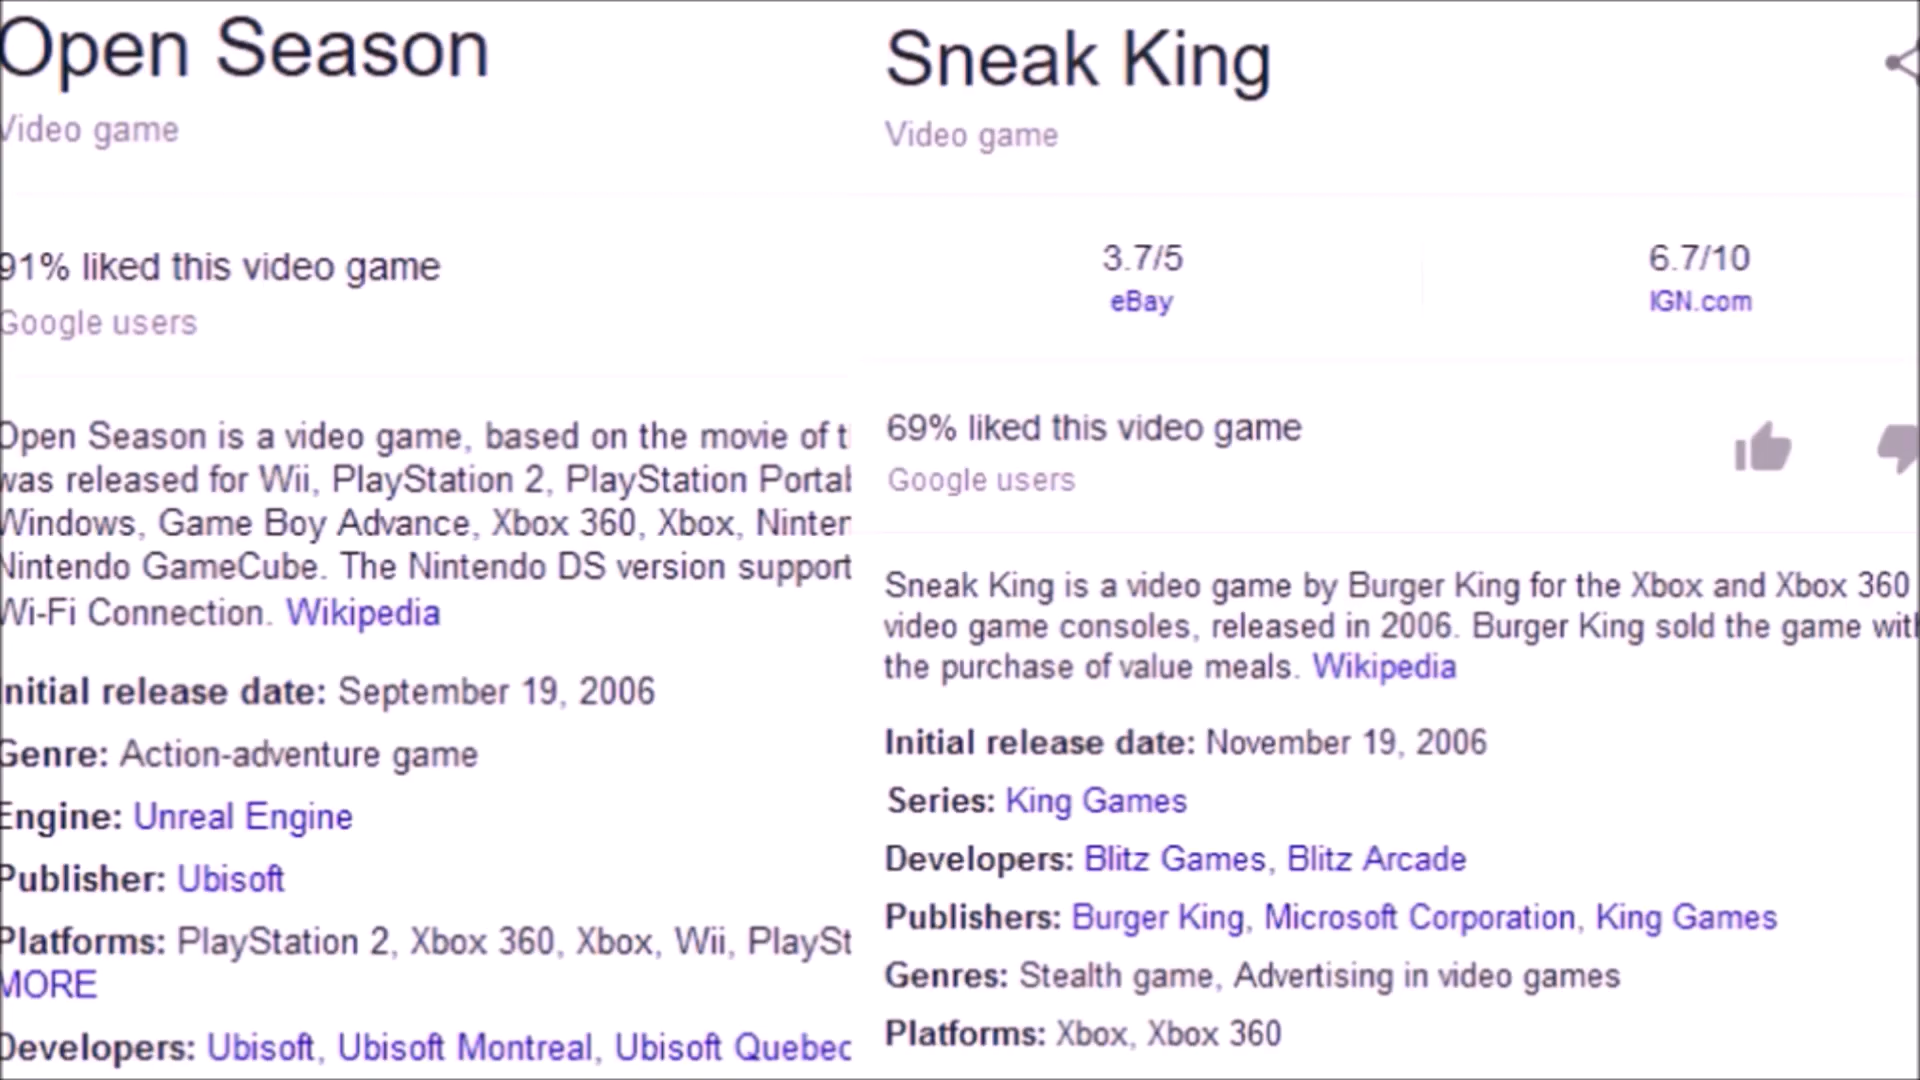 Open Season
Video game
91% liked this video game
Google users
Open Season is a video game, based on the movie of t
was released for Wii, PlayStation 2, PlayStation Portal
Windows, Game Boy Advance, Xbox 360, Xbox, Ninten
Nintendo GameCube. The Nintendo DS version support
Wi-Fi Connection. Wikipedia
Initial release date: September 19, 2006
Genre: Action-adventure game
Engine: Unreal Engine
Publisher: Ubisoft
Platforms: PlayStation 2, Xbox 360, Xbox, Wii, PlaySt
MORE
Developers: Ubisoft, Ubisoft Montreal, Ubisoft Quebec
Sneak King
Video game
3.7/5
eBay
6.7/10
IGN.com
69% liked this video game
Google users
Sneak King is a video game by Burger King for the Xbox and Xbox 360
video game consoles, released in 2006. Burger King sold the game with
the purchase of value meals. Wikipedia
Initial release date: November 19, 2006
Series: King Games
Developers: Blitz Games, Blitz Arcade
Publishers: Burger King, Microsoft Corporation, King Games
Genres: Stealth game, Advertising in video games
Platforms: Xbox, Xbox 360